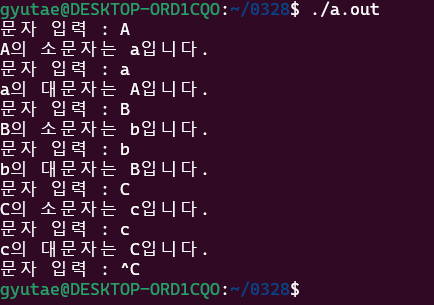 gyutae@DESKTOP-ORD1CQO:~/0328$ ./a.out
문자 입력 : A
A의 소문자는 a입니다.
문자 입력 : a
a의 대문자는 A입니다.
문자 입력 : B
B의 소문자는 b입니다.
문자 입력 : b
b의 대문자는 B입니다.
문자 입력 : C
C의 소문자는 c입니다.
문자 입력 : c
c의 대문자는 C입니다.
문자 입력 : ^C
gyutae@DESKTOP-ORD1CQO:~/0328$